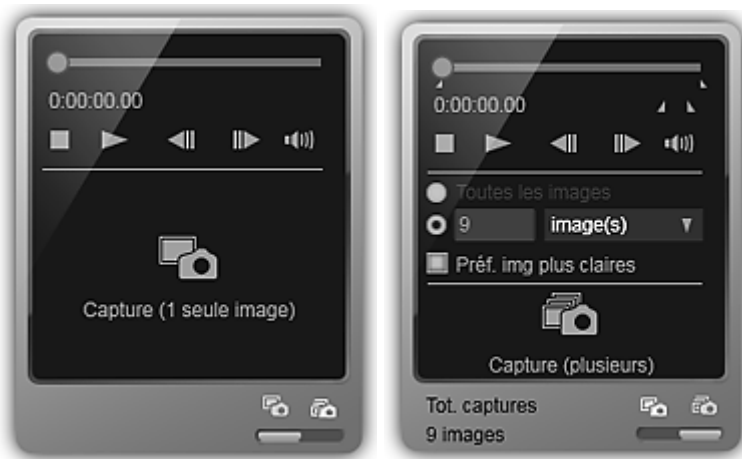 0:00:00.00
Capture (1 seule image)
0:00:00.00
Toutes les images
9 image(s)
Préf. img plus claires
Capture (plusieurs)
Tot. captures
9 images